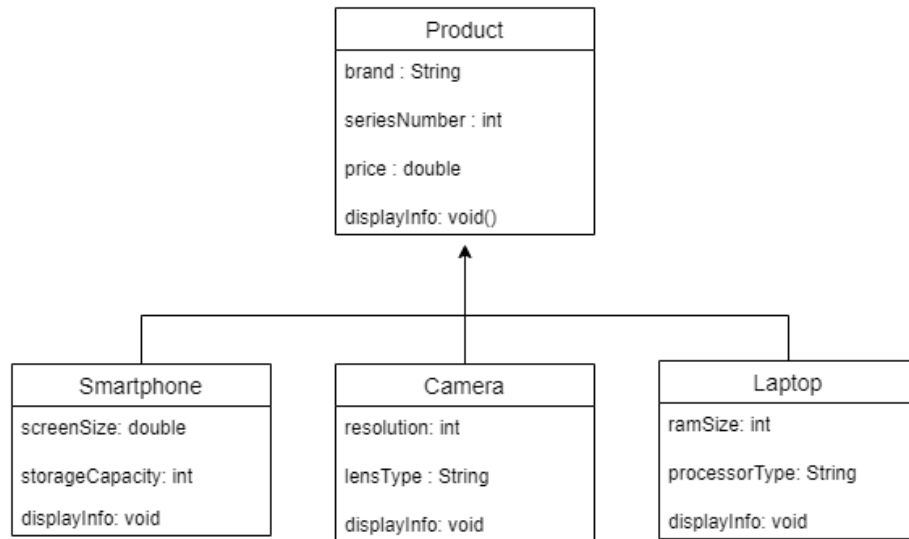 Product
brand : String
seriesNumber : int
price : double
displayInfo: void()
Smartphone
screenSize: double
storageCapacity: int
displayInfo: void
Camera
resolution: int
lensType : String
displayInfo: void
Laptop
ramSize: int
processorType: String
displayInfo: void